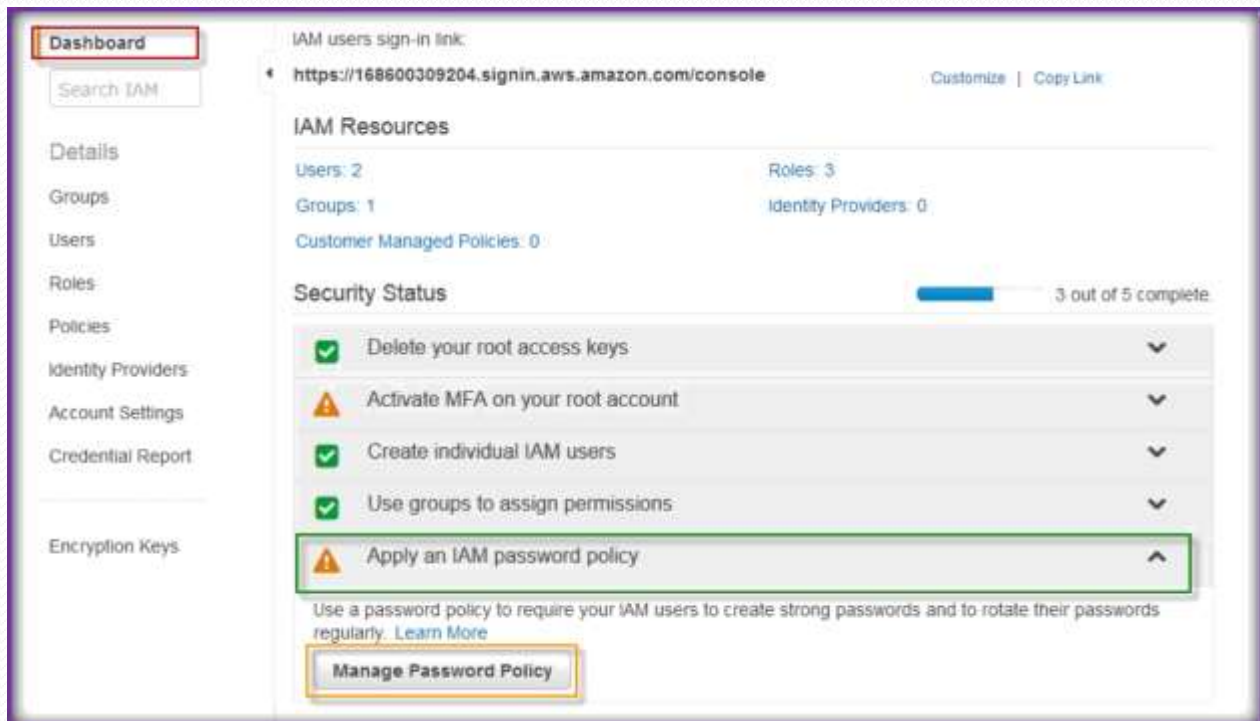 Dashboard
Search IAM
Details
Groups
Users
Roles
Policies
Identity Providers
Account Settings
Credential Report
Encryption Keys
IAM users sign-in link:
https://168600309204.signin.aws.amazon.com/console
Customize | Copy Link
IAM Resources
Users: 2
Roles: 3
Groups: 1
Identity Providers: 0
Customer Managed Policies: 0
Security Status
3 out of 5 complete.
Delete your root access keys
Activate MFA on your root account
Create individual IAM users
Use groups to assign permissions
Apply an IAM password policy
Use a password policy to require your IAM users to create strong passwords and to rotate their passwords
regularly. Learn More
Manage Password Policy